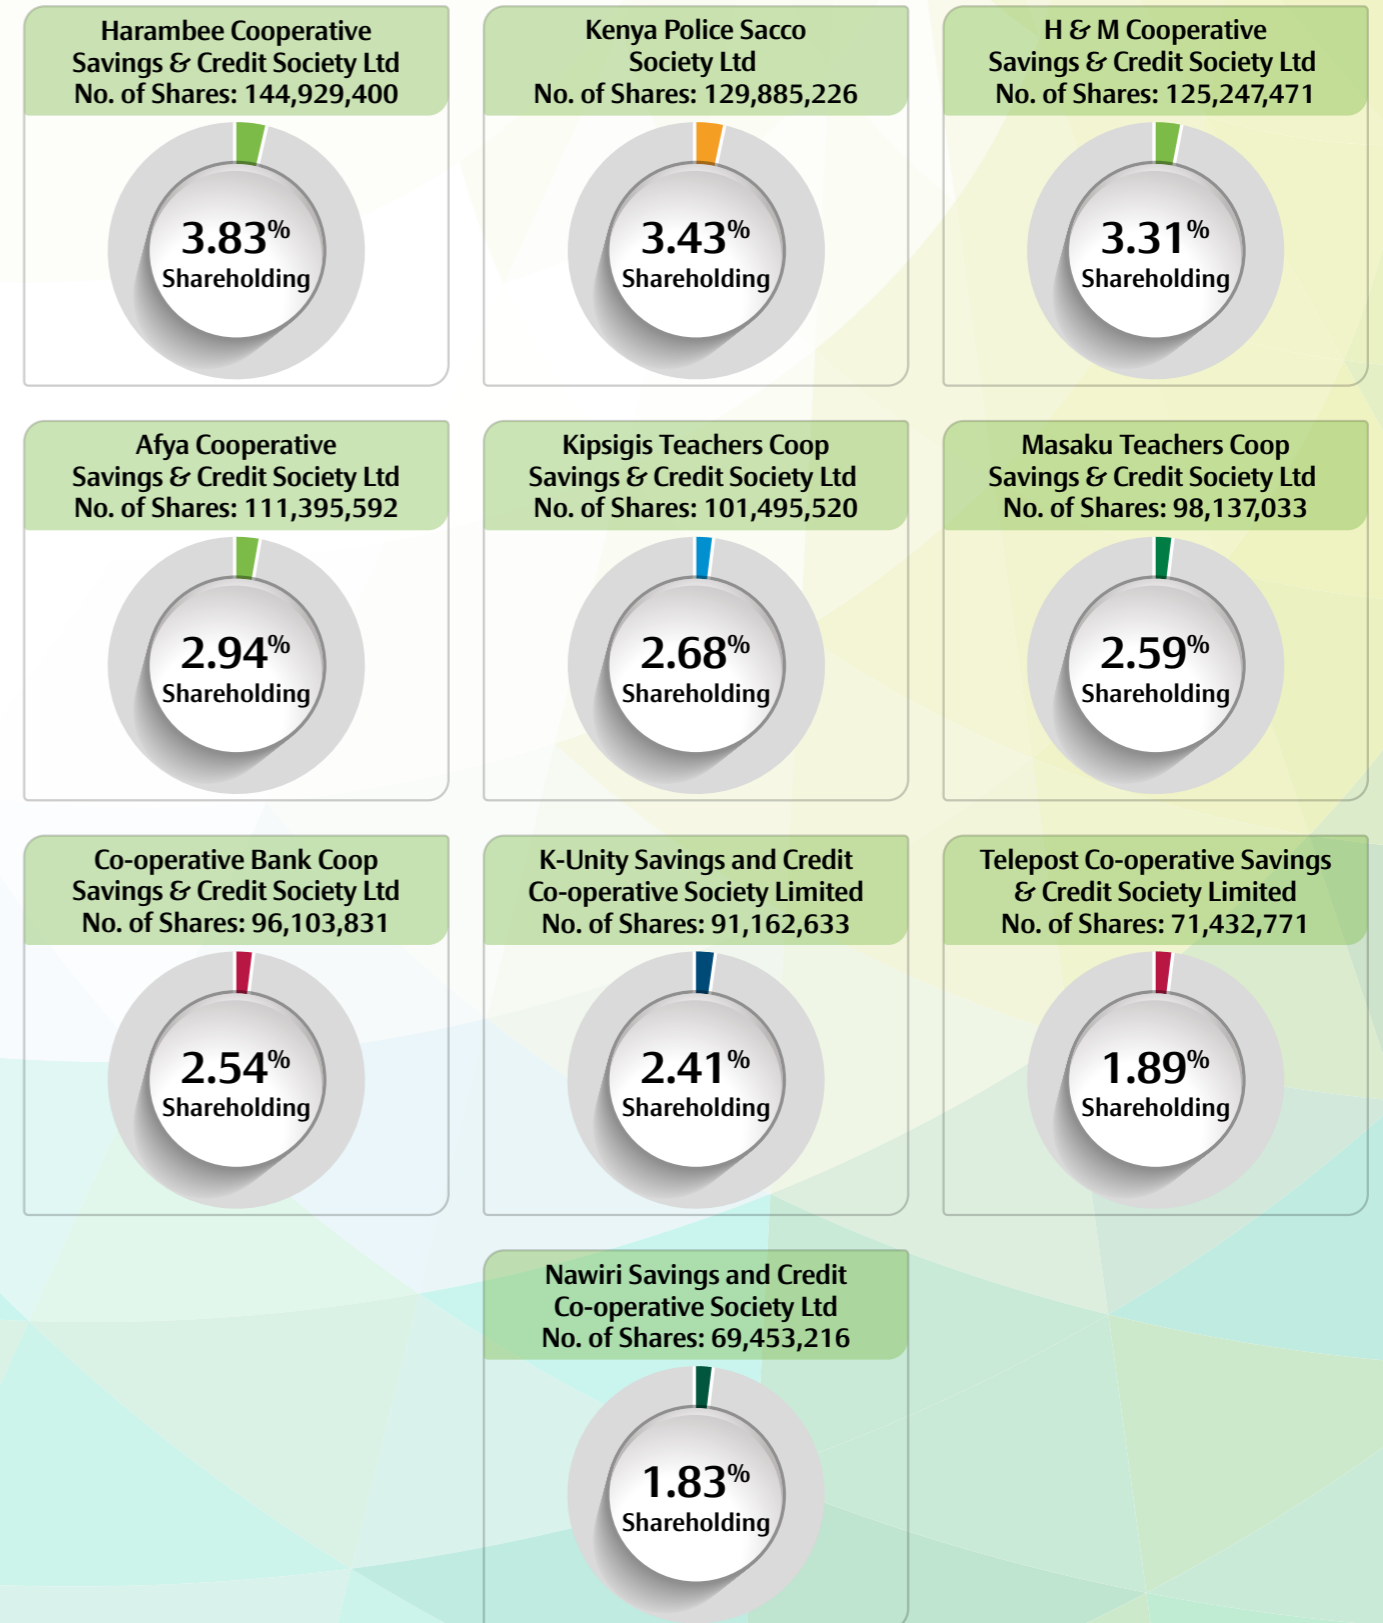 Harambee Cooperative
Savings & Credit Society Ltd
No. of Shares: 144,929,400
3.83%
Shareholding
Kenya Police Sacco
Society Ltd
No. of Shares: 129,885,226
3.43%
Shareholding
H & M Cooperative
Savings & Credit Society Ltd
No. of Shares: 125,247,471
3.31%
Shareholding
Afya Cooperative
Savings & Credit Society Ltd
No. of Shares: 111,395,592
2.94%
Shareholding
Kipsigis Teachers Coop
Savings & Credit Society Ltd
No. of Shares: 101,495,520
2.68%
Shareholding
Masaku Teachers Coop
Savings & Credit Society Ltd
No. of Shares: 98,137,033
2.59%
Shareholding
Co-operative Bank Coop
Savings & Credit Society Ltd
No. of Shares: 96,103,831
2.54%
Shareholding
K-Unity Savings and Credit
Co-operative Society Limited
No. of Shares: 91,162,633
2.41%
Shareholding
Telepost Co-operative Savings
& Credit Society Limited
No. of Shares: 71,432,771
1.89%
Shareholding
Nawiri Savings and Credit
Co-operative Society Ltd
No. of Shares: 69,453,216
1.83%
Shareholding